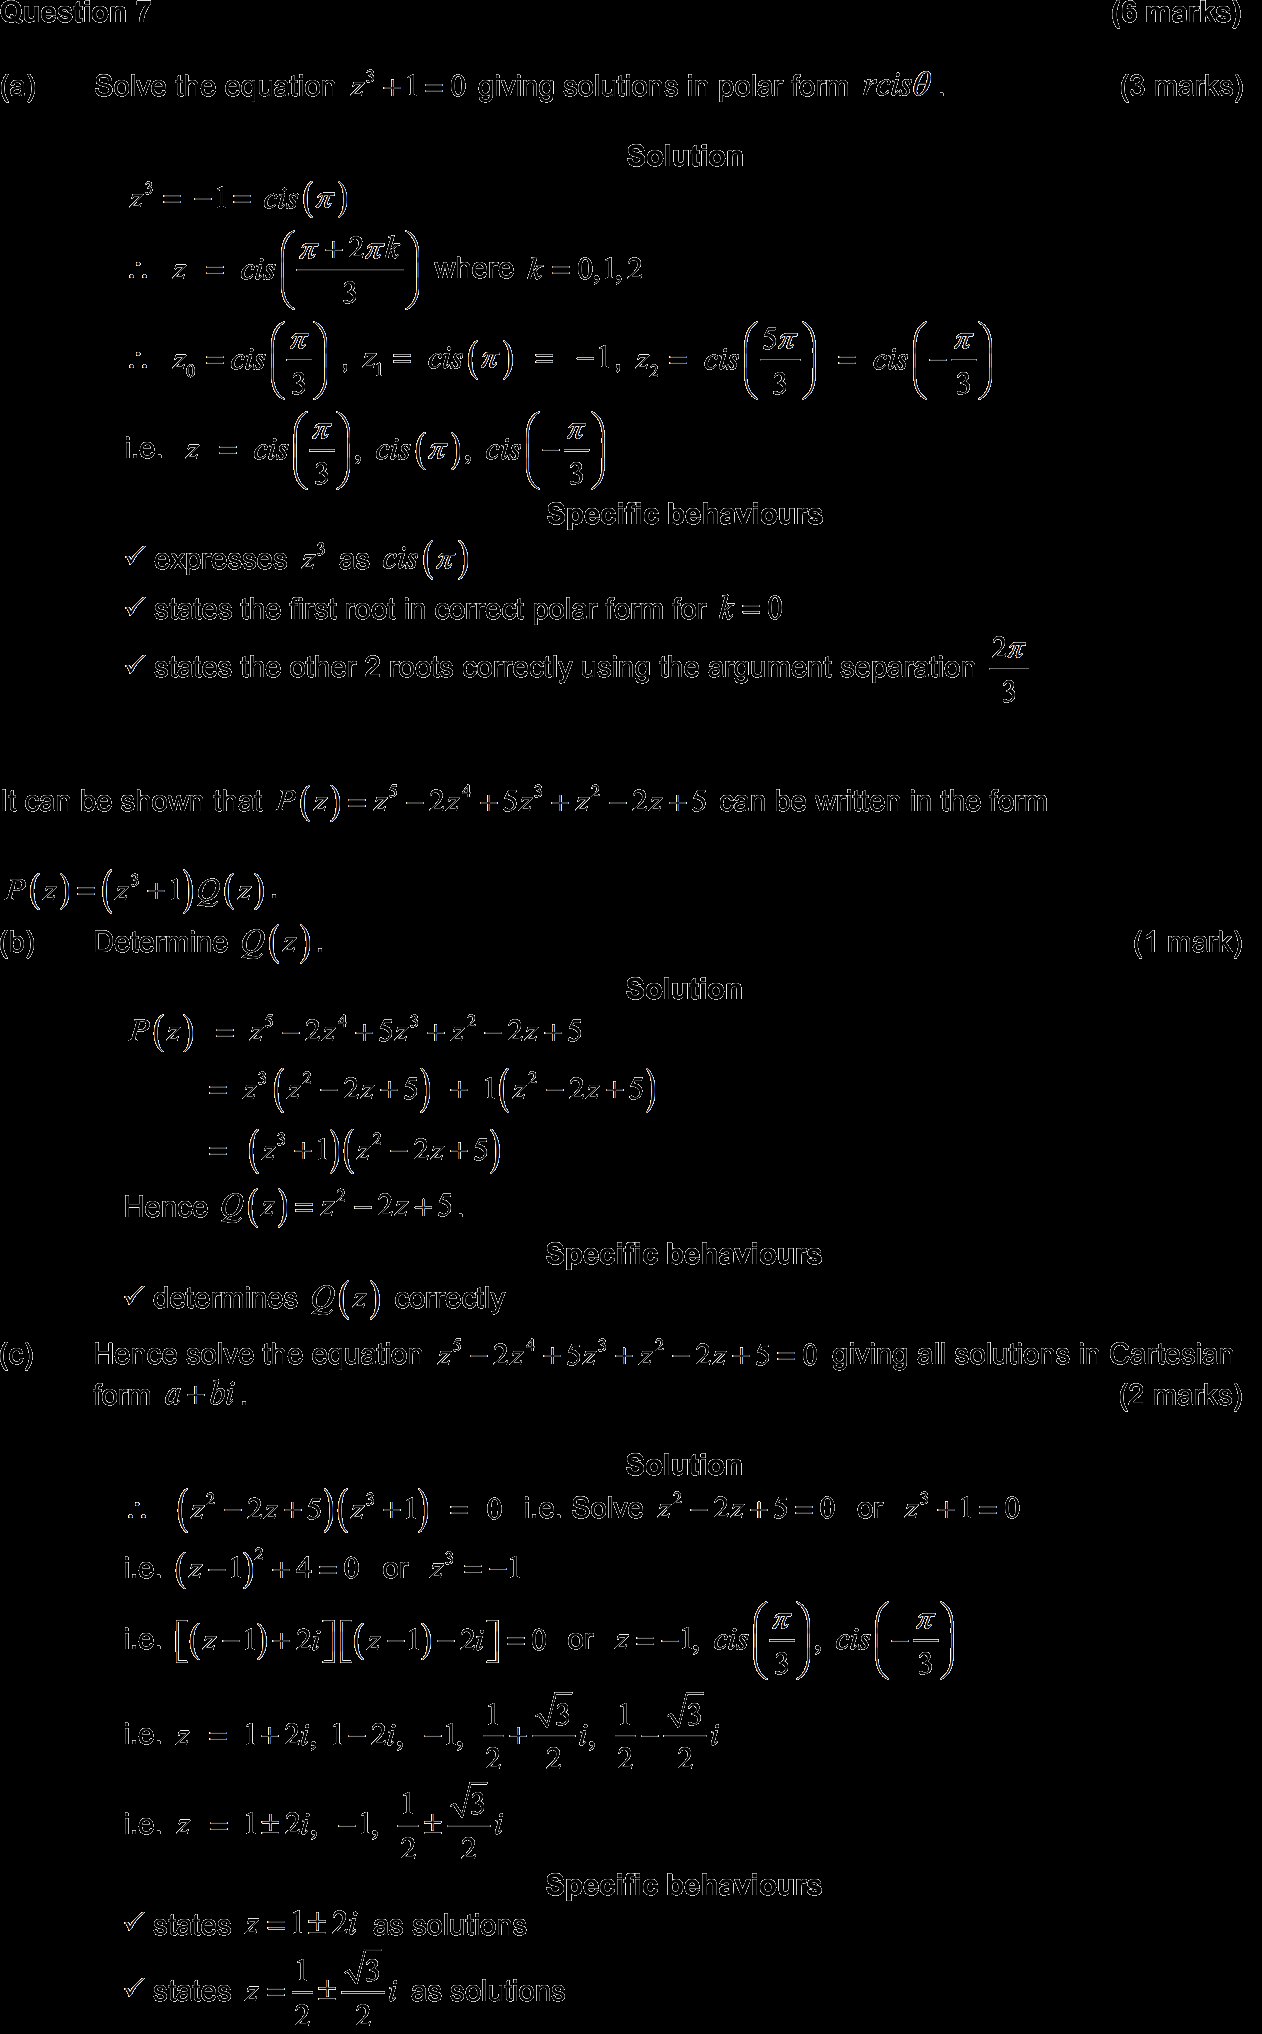 Question 7 (6 marks)
(a) Solve the equation z³ + 1 = 0 giving solutions in polar form rcisθ. (3 marks)
Solution
z³ = −1 = cis(π)
∴ z = cis((π + 2πk)/3) where k = 0,1,2
∴ z₀ = cis(π/3), z₁ = cis(π) = −1, z₂ = cis(5π/3) = cis(−π/3)
i.e. z = cis(π/3), cis(π), cis(−π/3)
Specific behaviours
✓ expresses z³ as cis(π)
✓ states the first root in correct polar form for k = 0
✓ states the other 2 roots correctly using the argument separation 2π/3
It can be shown that P(z) = z⁵ − 2z⁴ + 5z³ + z² − 2z + 5 can be written in the form
P(z) = (z³ + 1)Q(z).
(b) Determine Q(z). (1 mark)
Solution
P(z) = z⁵ − 2z⁴ + 5z³ + z² − 2z + 5
= z³(z² − 2z + 5) + 1(z² − 2z + 5)
= (z³ + 1)(z² − 2z + 5)
Hence Q(z) = z² − 2z + 5.
Specific behaviours
✓ determines Q(z) correctly
(c) Hence solve the equation z⁵ − 2z⁴ + 5z³ + z² − 2z + 5 = 0 giving all solutions in Cartesian
form a + bi. (2 marks)
Solution
∴ (z² − 2z + 5)(z³ + 1) = 0 i.e. Solve z² − 2z + 5 = 0 or z³ + 1 = 0
i.e. (z − 1)² + 4 = 0 or z³ = −1
i.e. [(z − 1) + 2i][(z − 1) − 2i] = 0 or z = −1, cis(π/3), cis(−π/3)
i.e. z = 1 + 2i, 1 − 2i, −1, 1/2 + √3/2 i, 1/2 − √3/2 i
i.e. z = 1 ± 2i, −1, 1/2 ± √3/2 i
Specific behaviours
✓ states z = 1 ± 2i as solutions
✓ states z = 1/2 ± √3/2 i as solutions